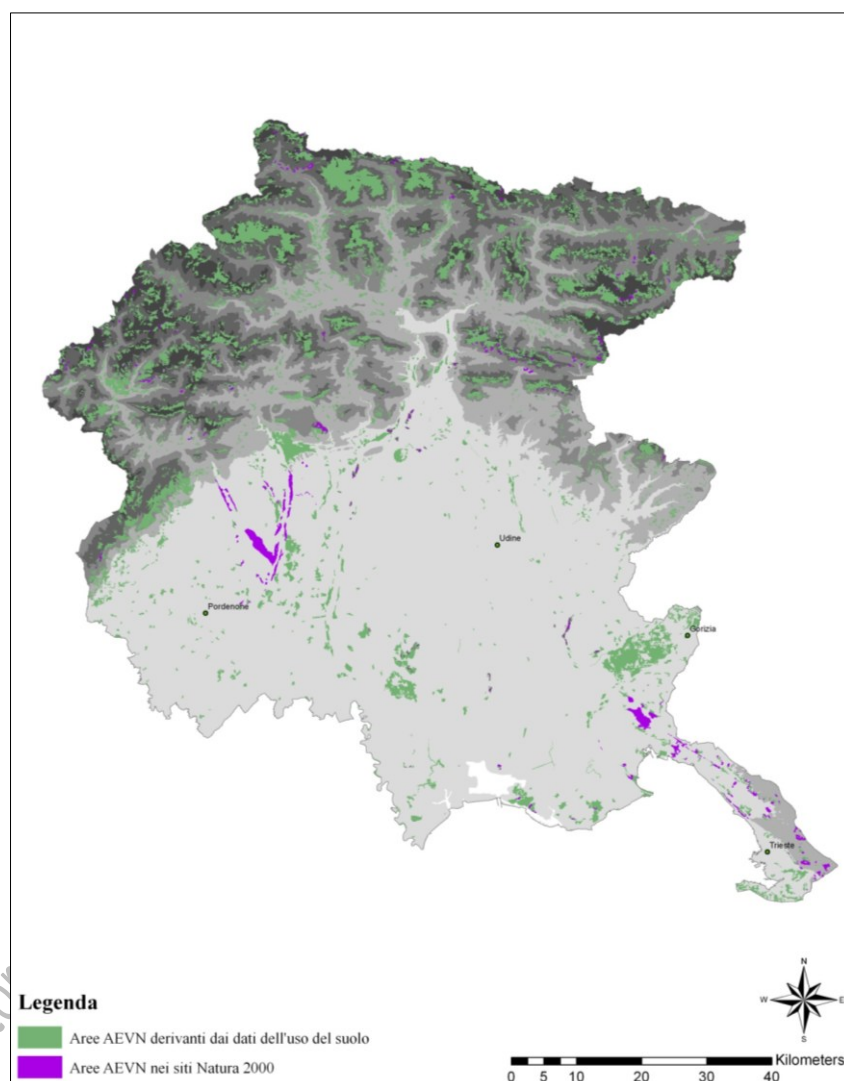 Udine
Pordenone
Gorizia
Trieste
N
W E
S
Legenda
Aree AEVN derivanti dai dati dell'uso del suolo
Aree AEVN nei siti Natura 2000
Kilometers
0 5 10 20 30 40